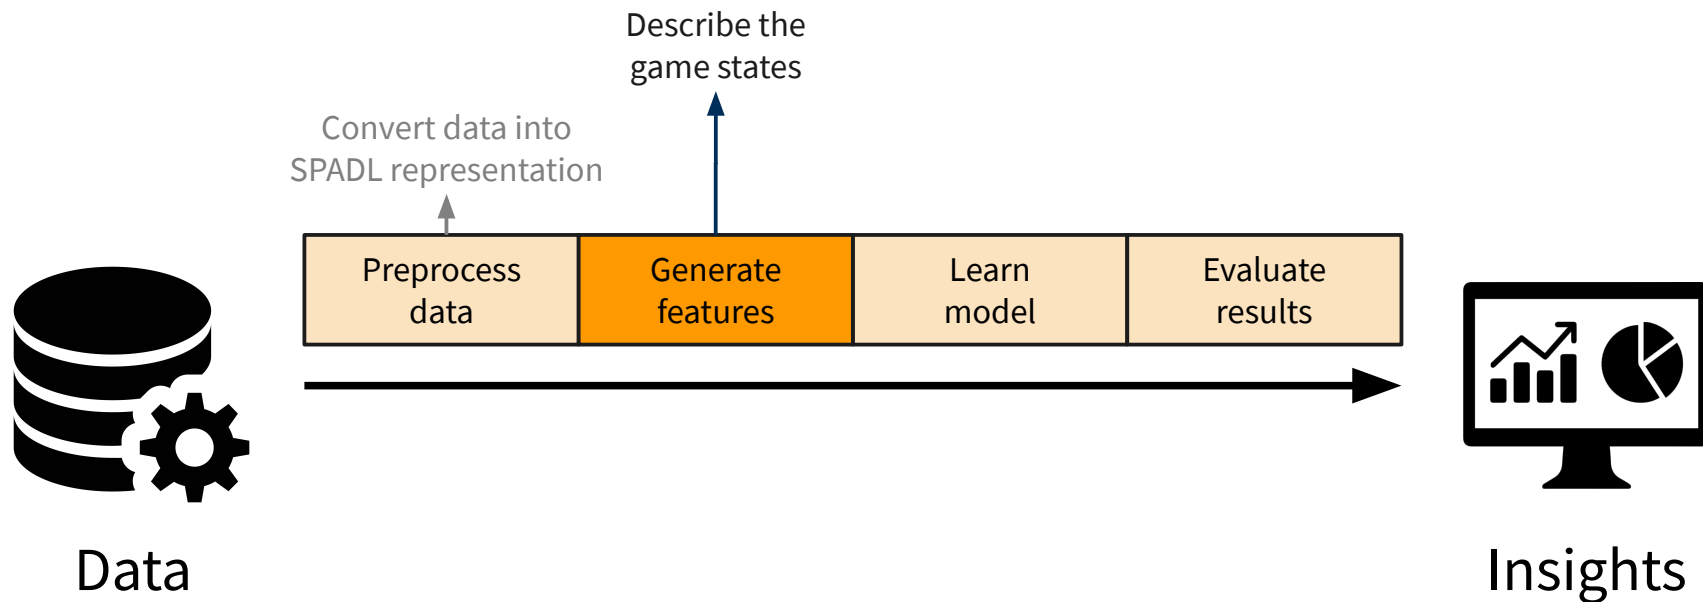 Describe the
game states
Convert data into
SPADL representation
Preprocess
data
Generate
features
Learn
model
Evaluate
results
Data
Insights